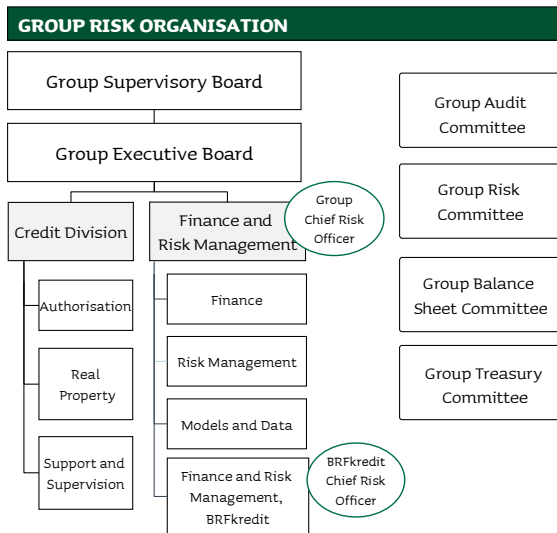 GROUP RISK ORGANISATION
Group Supervisory Board
Group Executive Board
Credit Division
Finance and
Risk Management
Group
Chief Risk
Officer
Authorisation
Real
Property
Support and
Supervision
Finance
Risk Management
Models and Data
Finance and Risk
Management,
BRFkredit
BRFkredit
Chief Risk
Officer
Group Audit
Committee
Group Risk
Committee
Group Balance
Sheet Committee
Group Treasury
Committee